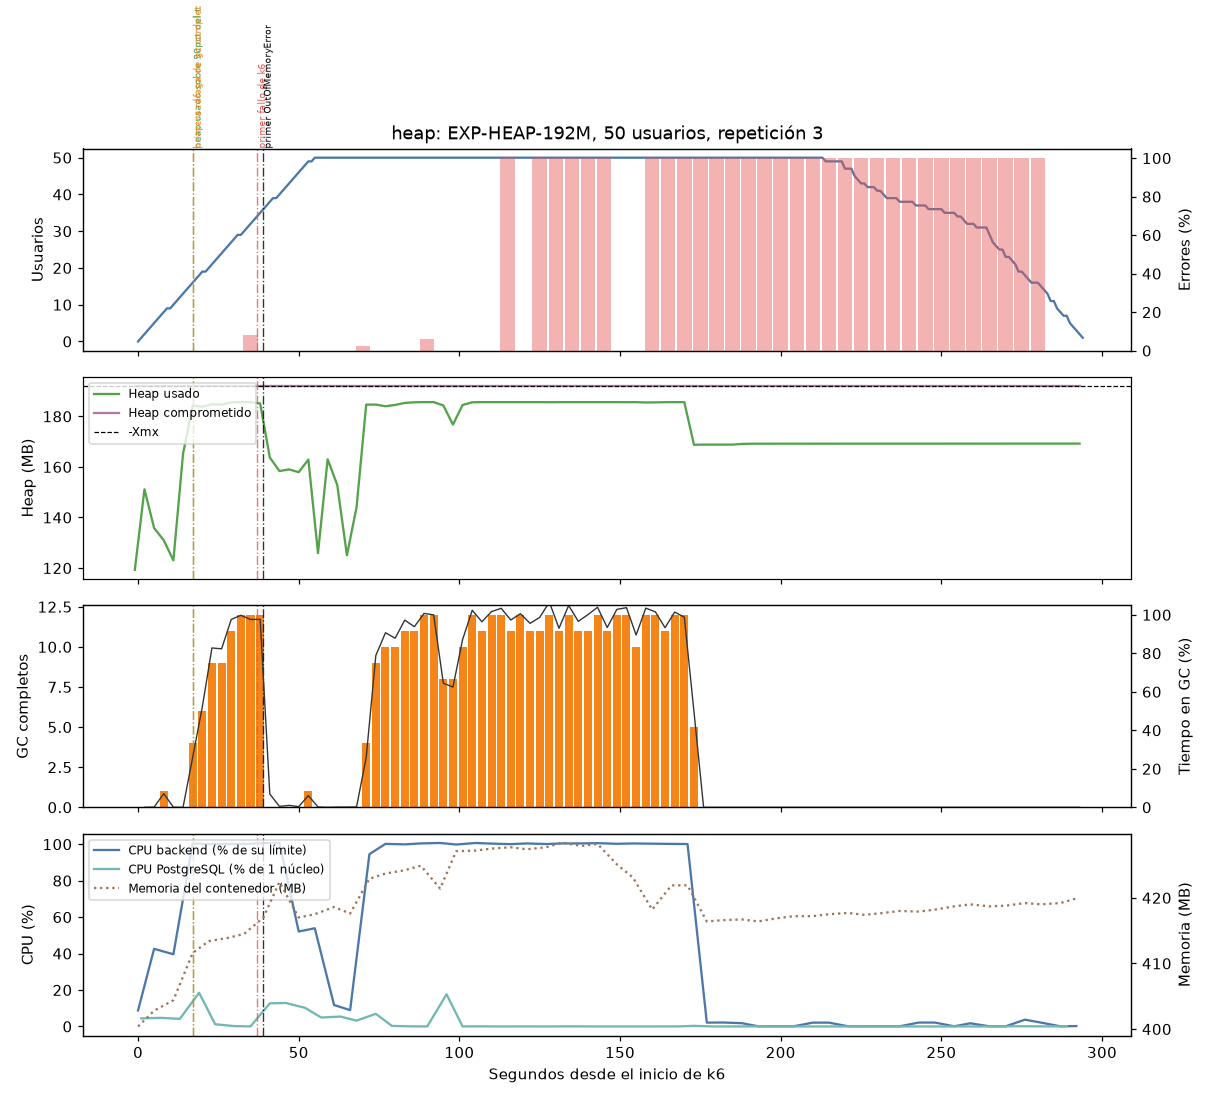 primer fallo de k6
primer OutOfMemoryError
heap: EXP-HEAP-192M, 50 usuarios, repetición 3
50
40
30
20
10
0
Usuarios
100
80
60
40
20
0
Errores (%)
Heap usado
Heap comprometido
-Xmx
180
160
140
120
Heap (MB)
12.5
10.0
7.5
5.0
2.5
0.0
GC completos
100
80
60
40
20
0
Tiempo en GC (%)
CPU backend (% de su límite)
CPU PostgreSQL (% de 1 núcleo)
Memoria del contenedor (MB)
100
80
60
40
20
0
CPU (%)
420
410
400
Memoria (MB)
0
50
100
150
200
250
300
Segundos desde el inicio de k6